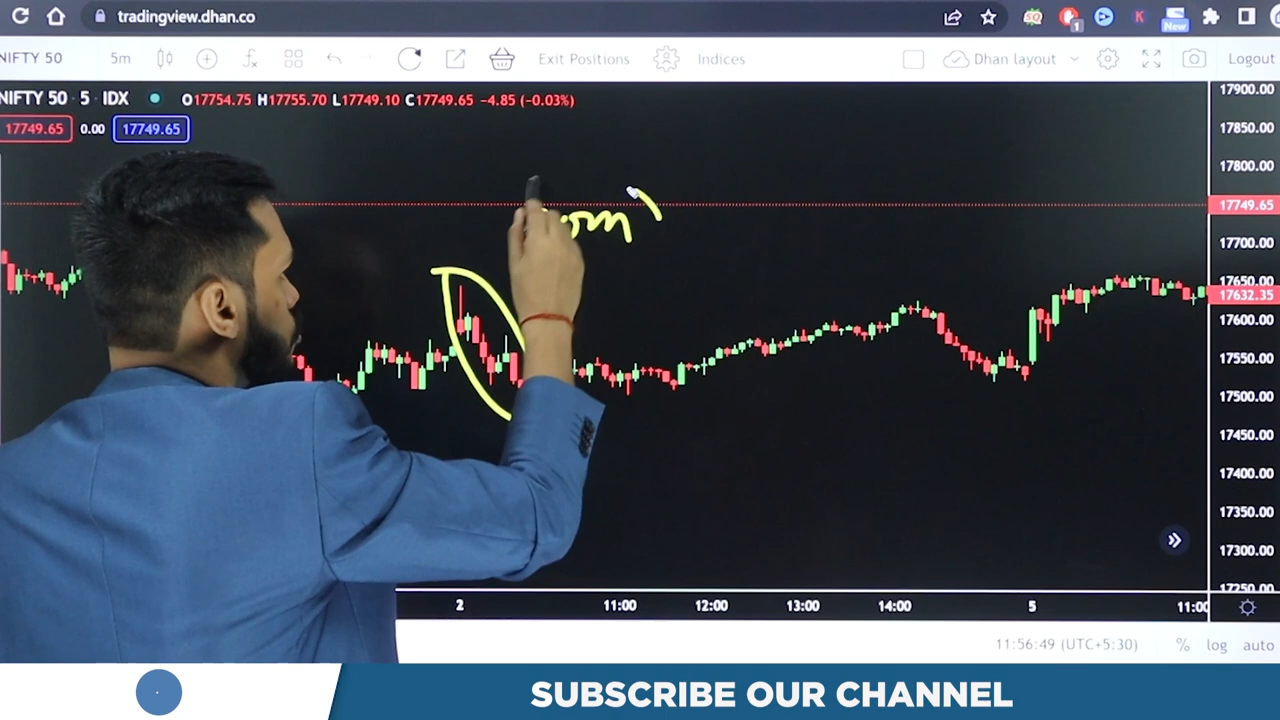 tradingview.dhan.co
1
K
New
NIFTY 50 5m Exit Positions Indices Dhan layout Logout
NIFTY 50 · 5 · IDX O17754.75 H17755.70 L17749.10 C17749.65 −4.85 (−0.03%)
17749.65 0.00 17749.65
17900.00
17850.00
17800.00
17749.65
17700.00
17650.00
17632.35
17600.00
17550.00
17500.00
17450.00
17400.00
17350.00
17300.00
17250.00
2 11:00 12:00 13:00 14:00 5 11:00
11:56:49 (UTC+5:30) % log auto
SUBSCRIBE OUR CHANNEL